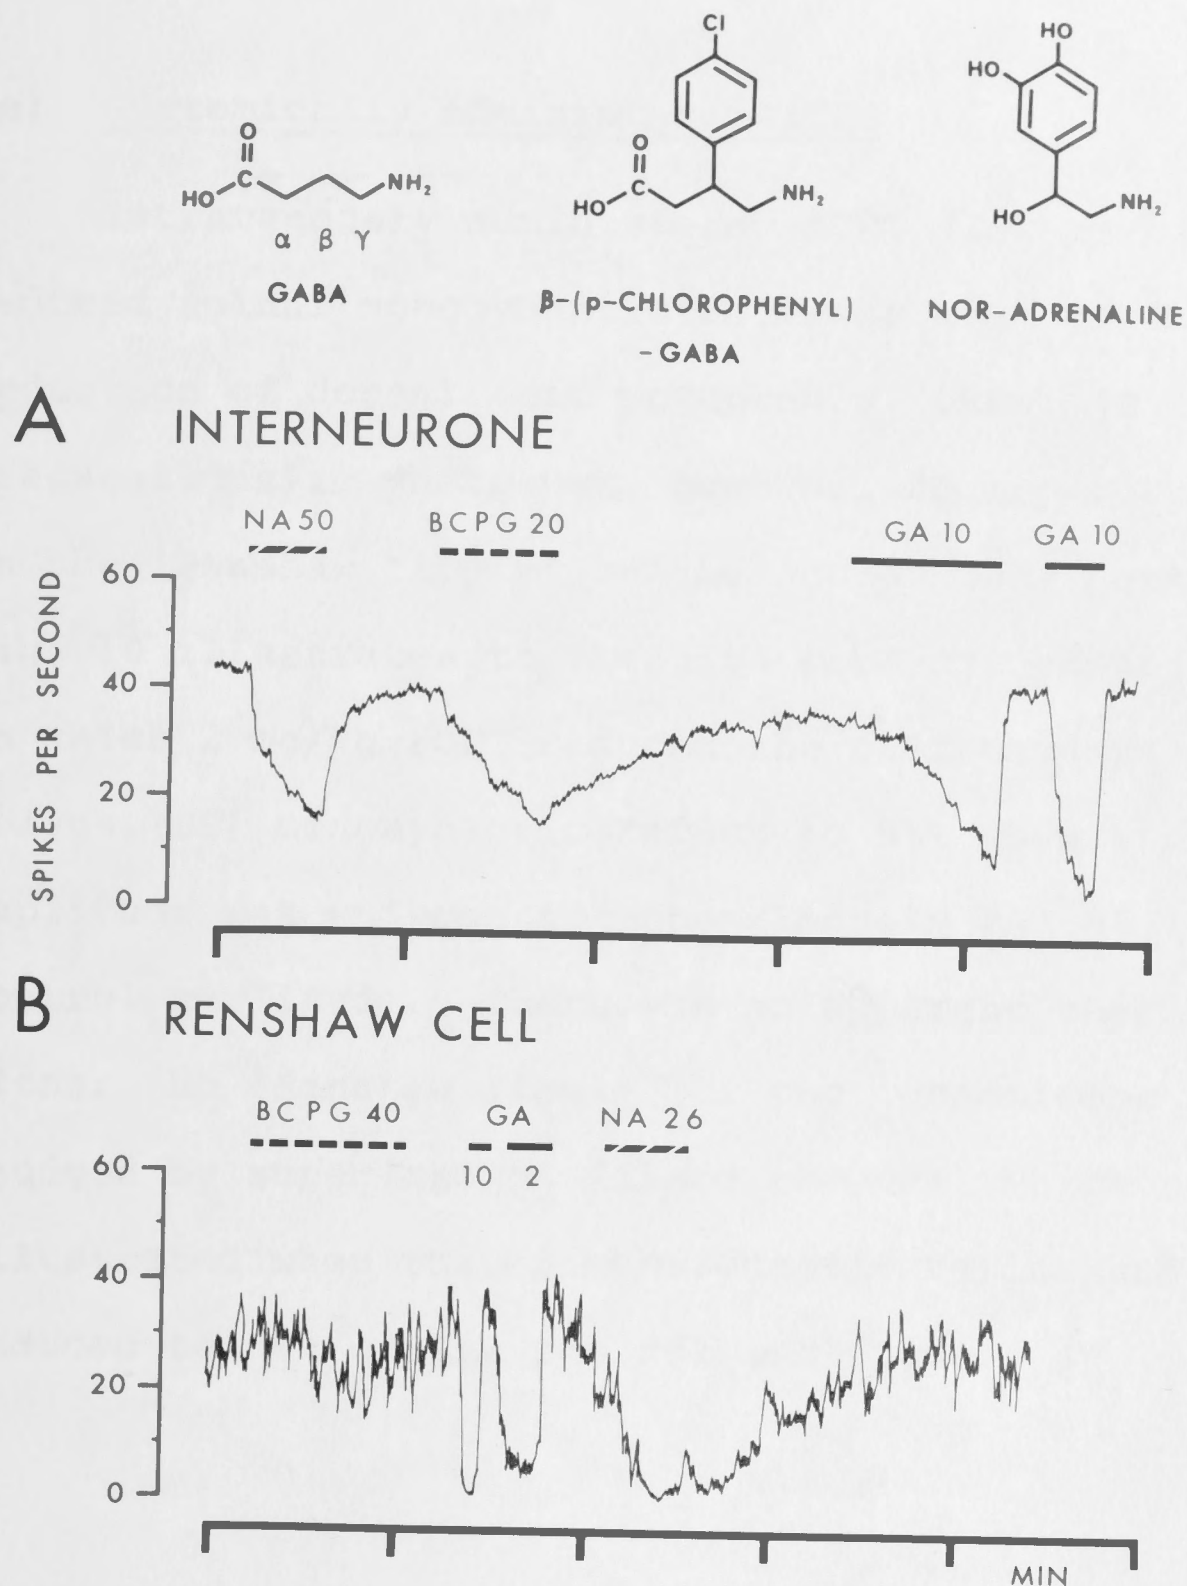 Cl
HO
HO
O
C
HO
NH2
O
C
HO
NH2
HO
NH2
α β γ
GABA
β-(p-CHLOROPHENYL)
-GABA
NOR-ADRENALINE
A INTERNEURONE
NA50
BCPG 20
GA 10
GA 10
SPIKES PER SECOND
60
40
20
0
B RENSHAW CELL
BCPG 40
GA
NA 26
10
2
60
40
20
0
MIN